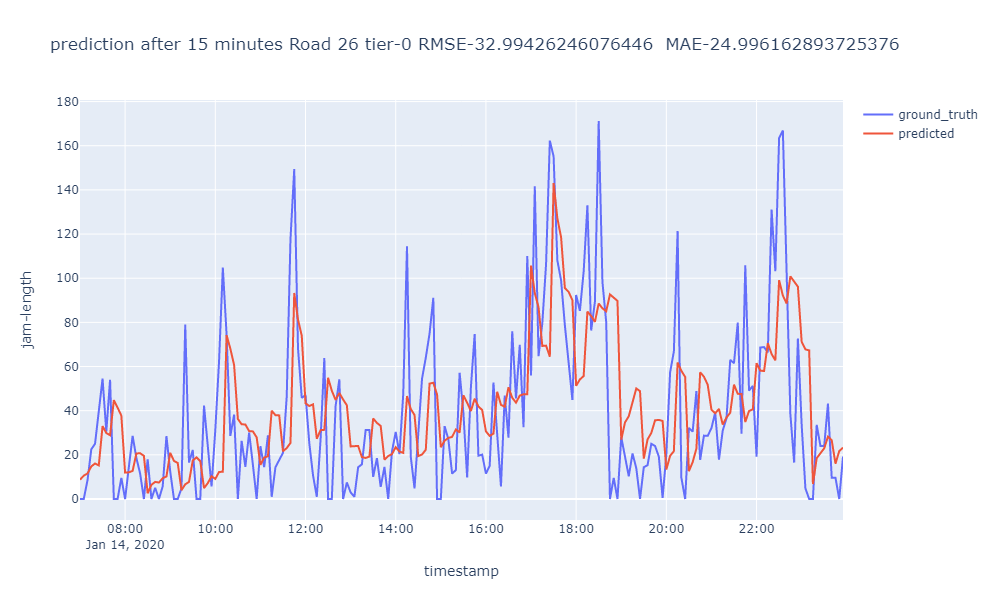 prediction after 15 minutes Road 26 tier-0 RMSE-32.99426246076446  MAE-24.996162893725376
ground_truth
predicted
jam-length
180
160
140
120
100
80
60
40
20
0
08:00 10:00 12:00 14:00 16:00 18:00 20:00 22:00
Jan 14, 2020
timestamp